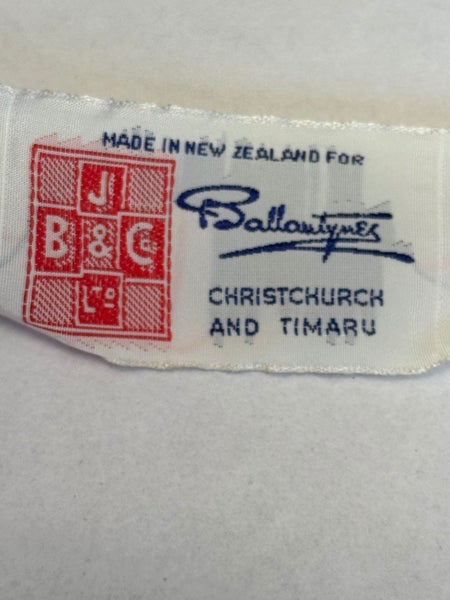 MADE IN NEW ZEALAND FOR
J
B & Co
LTD
Ballantynes
CHRISTCHURCH
AND TIMARU